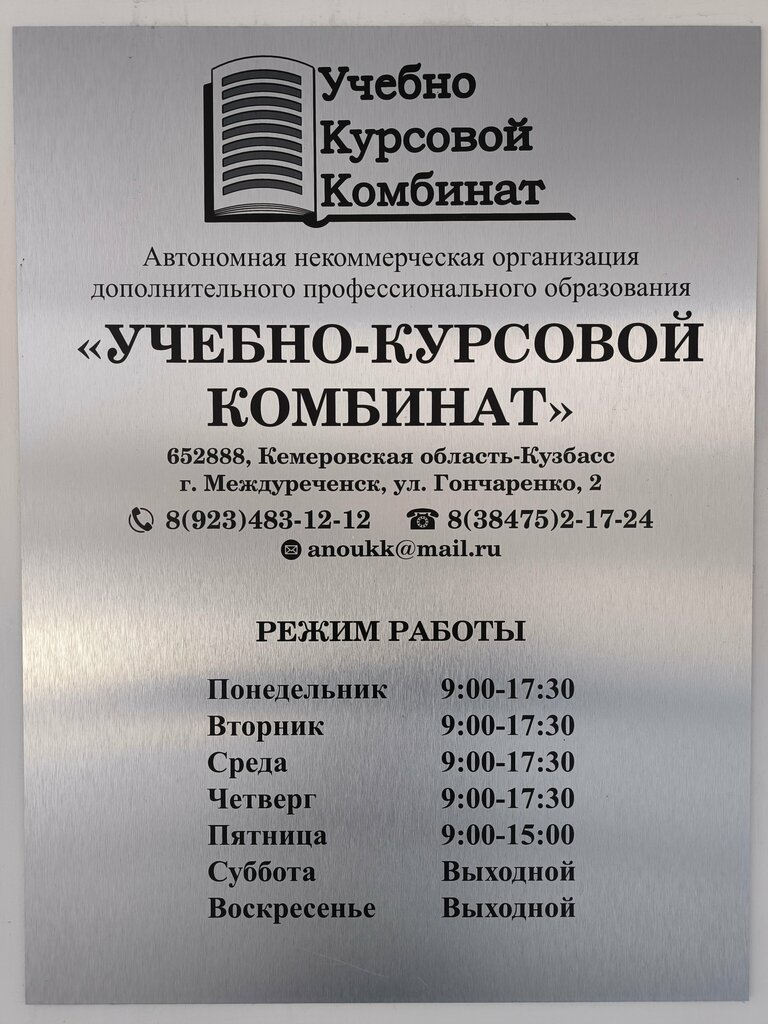 Учебно
Курсовой
Комбинат
Автономная некоммерческая организация
дополнительного профессионального образования
«УЧЕБНО-КУРСОВОЙ
КОМБИНАТ»
652888, Кемеровская область-Кузбасс
г. Междуреченск, ул. Гончаренко, 2
8(923)483-12-12 8(38475)2-17-24
anoukk@mail.ru
РЕЖИМ РАБОТЫ
Понедельник 9:00-17:30
Вторник 9:00-17:30
Среда 9:00-17:30
Четверг 9:00-17:30
Пятница 9:00-15:00
Суббота Выходной
Воскресенье Выходной